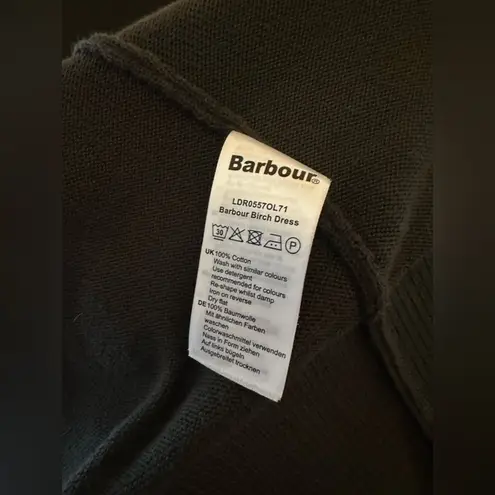 Barbour®
LDR0557OL71
Barbour Birch Dress
30 P
UK 100% Cotton
Wash with similar colours
Use detergent
recommended for colours
Re-shape whilst damp
Iron on reverse
Dry flat
DE 100% Baumwolle
Mit ähnlichen Farben
waschen
Colorwaschmittel verwenden
Nass in Form ziehen
Auf links bügeln
Ausgebreitet trocknen